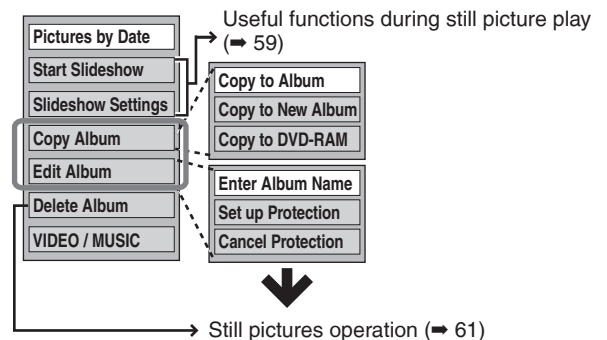 Useful functions during still picture play
(➡ 59)
Pictures by Date
Start Slideshow
Slideshow Settings
Copy Album
Edit Album
Delete Album
VIDEO / MUSIC
Copy to Album
Copy to New Album
Copy to DVD-RAM
Enter Album Name
Set up Protection
Cancel Protection
Still pictures operation (➡ 61)